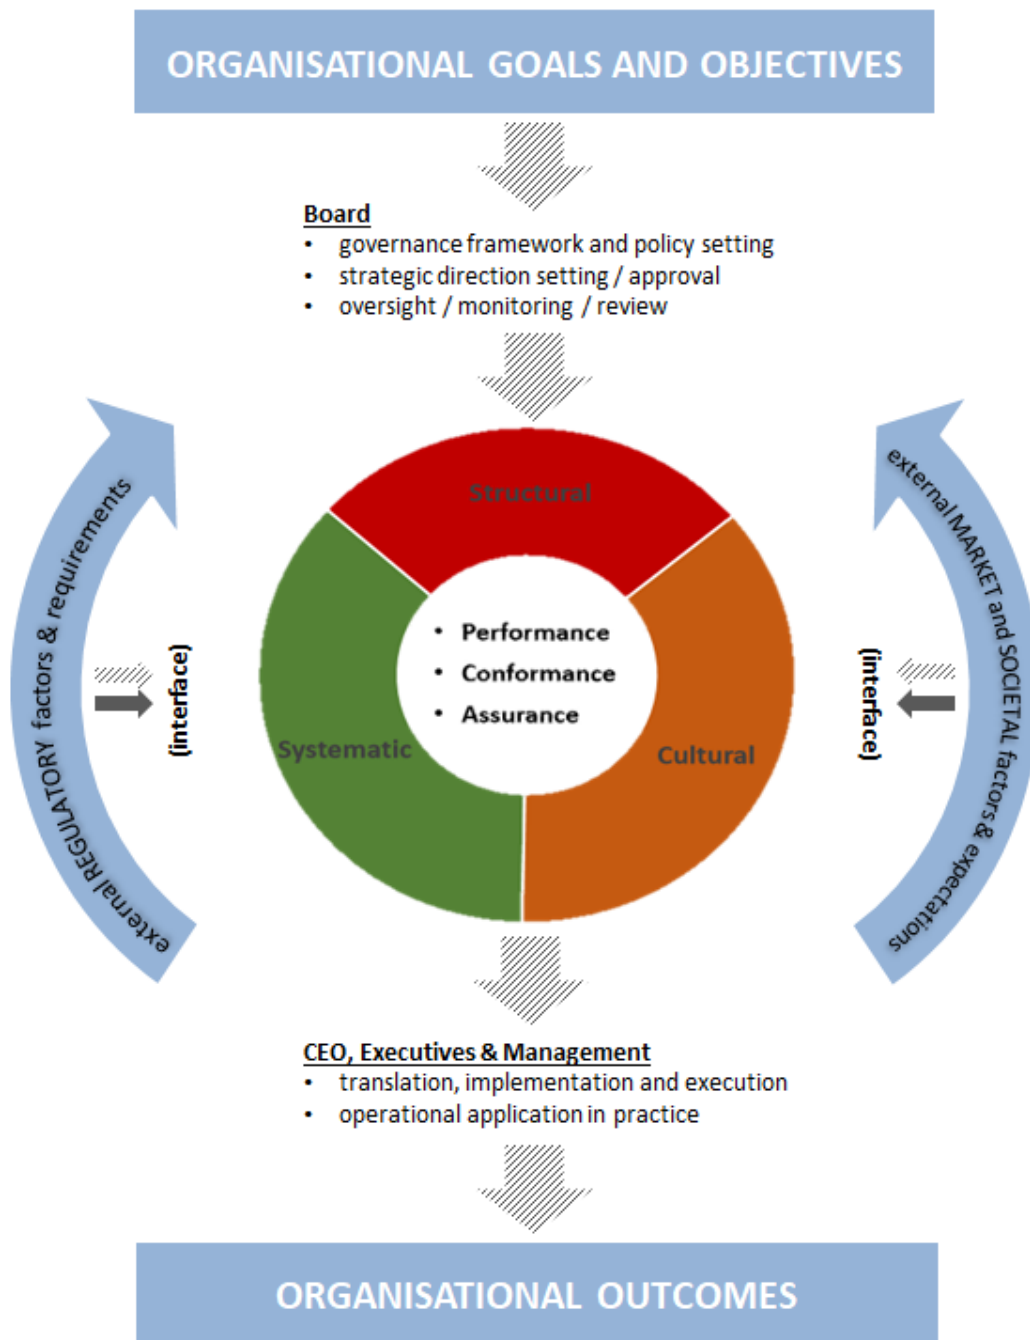 ORGANISATIONAL GOALS AND OBJECTIVES
Board
• governance framework and policy setting
• strategic direction setting / approval
• oversight / monitoring / review
external REGULATORY factors & requirements
(interface)
Structural
• Performance
• Conformance
• Assurance
Systematic
Cultural
(interface)
external MARKET and SOCIETAL factors & expectations
CEO, Executives & Management
• translation, implementation and execution
• operational application in practice
ORGANISATIONAL OUTCOMES